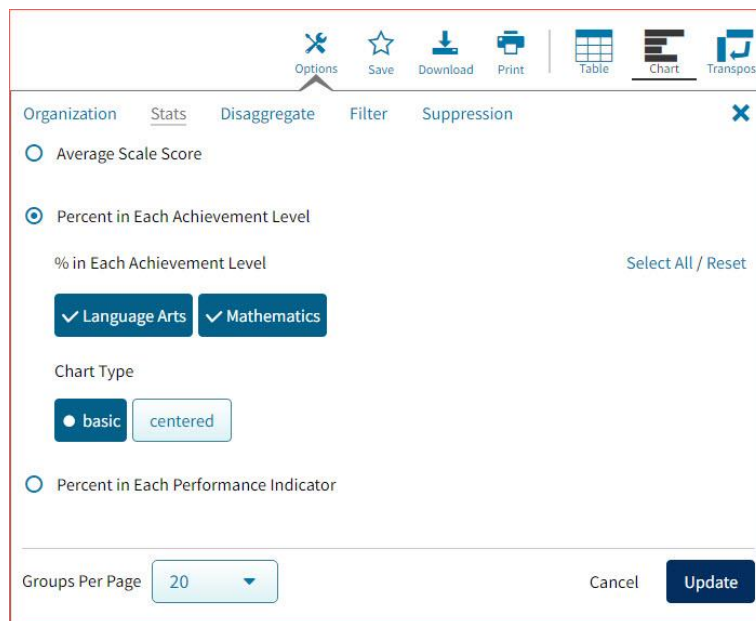 Options Save Download Print Table Chart Transpos
Organization Stats Disaggregate Filter Suppression
Average Scale Score
Percent in Each Achievement Level
% in Each Achievement Level Select All / Reset
Language Arts Mathematics
Chart Type
basic centered
Percent in Each Performance Indicator
Groups Per Page 20 Cancel Update